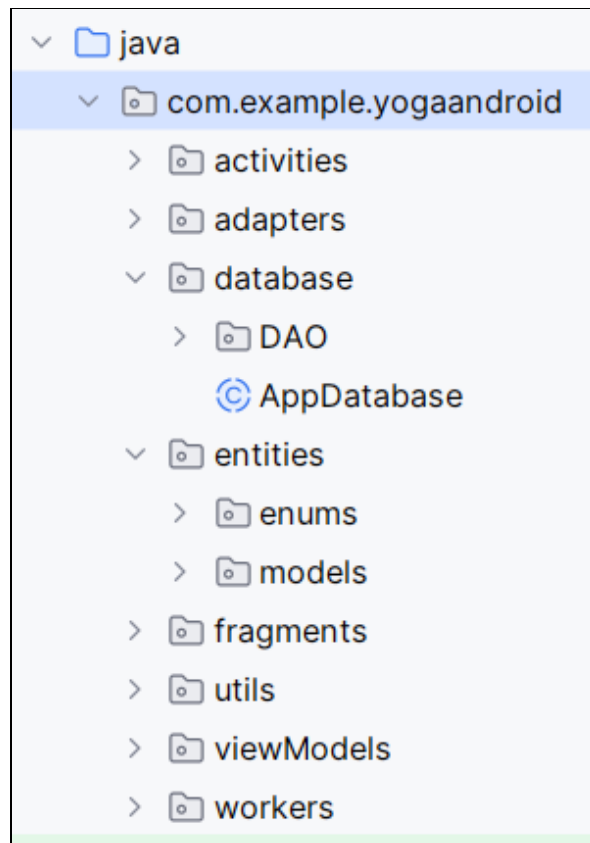 java
com.example.yogaandroid
activities
adapters
database
DAO
AppDatabase
entities
enums
models
fragments
utils
viewModels
workers